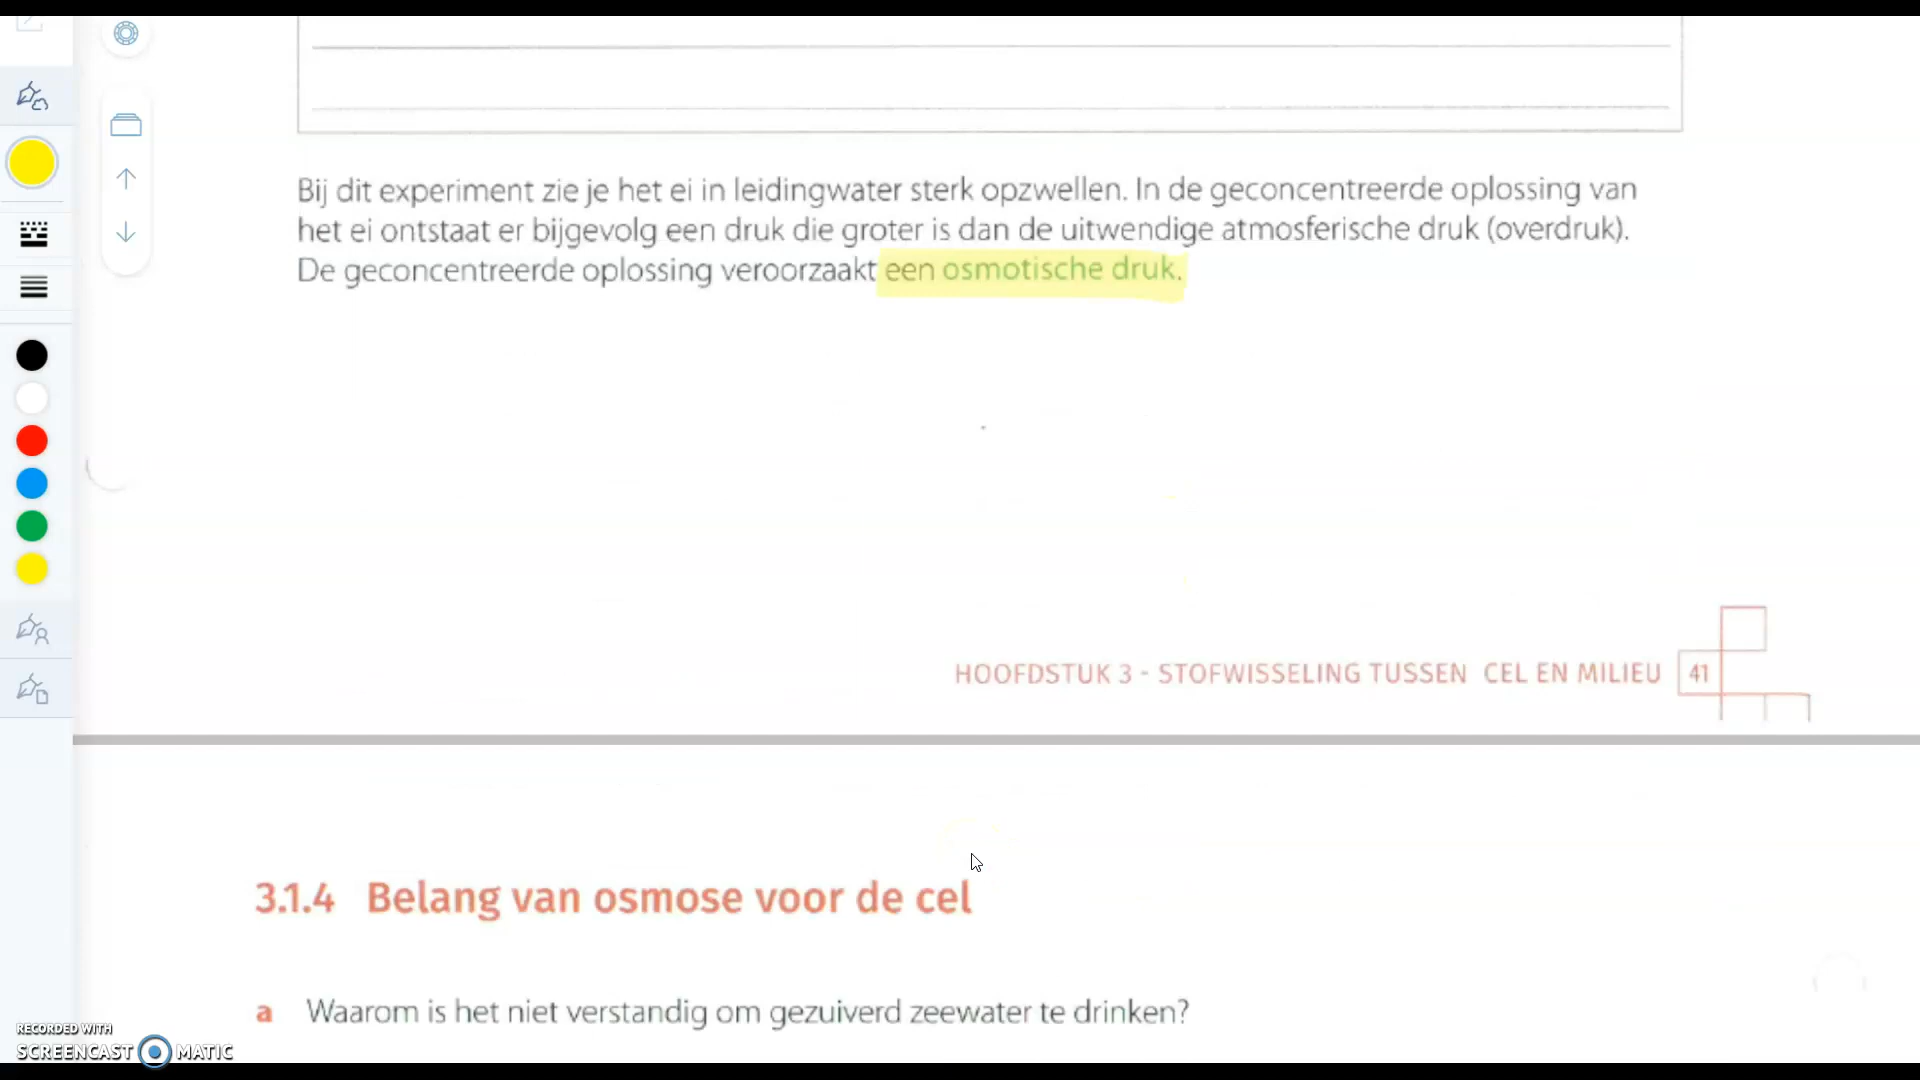 Bij dit experiment zie je het ei in leidingwater sterk opzwellen. In de geconcentreerde oplossing van
het ei ontstaat er bijgevolg een druk die groter is dan de uitwendige atmosferische druk (overdruk).
De geconcentreerde oplossing veroorzaakt een osmotische druk.
HOOFDSTUK 3 - STOFWISSELING TUSSEN CEL EN MILIEU 41
3.1.4 Belang van osmose voor de cel
a Waarom is het niet verstandig om gezuiverd zeewater te drinken?
RECORDED WITH
SCREENCAST MATIC